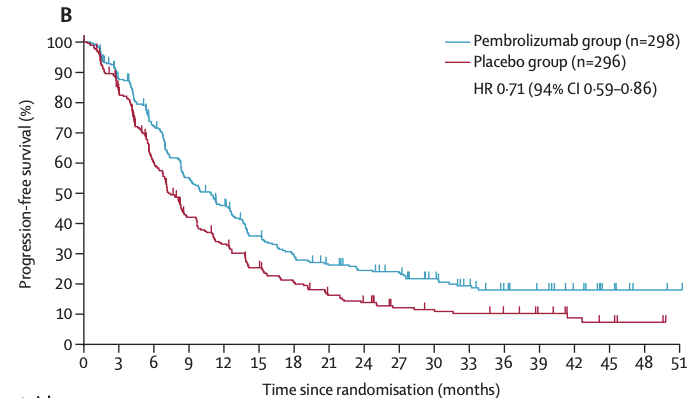 B
Pembrolizumab group (n=298)
Placebo group (n=296)
HR 0·71 (94% CI 0·59–0·86)
Progression-free survival (%)
100
90
80
70
60
50
40
30
20
10
0
0 3 6 9 12 15 18 21 24 27 30 33 36 39 42 45 48 51
Time since randomisation (months)